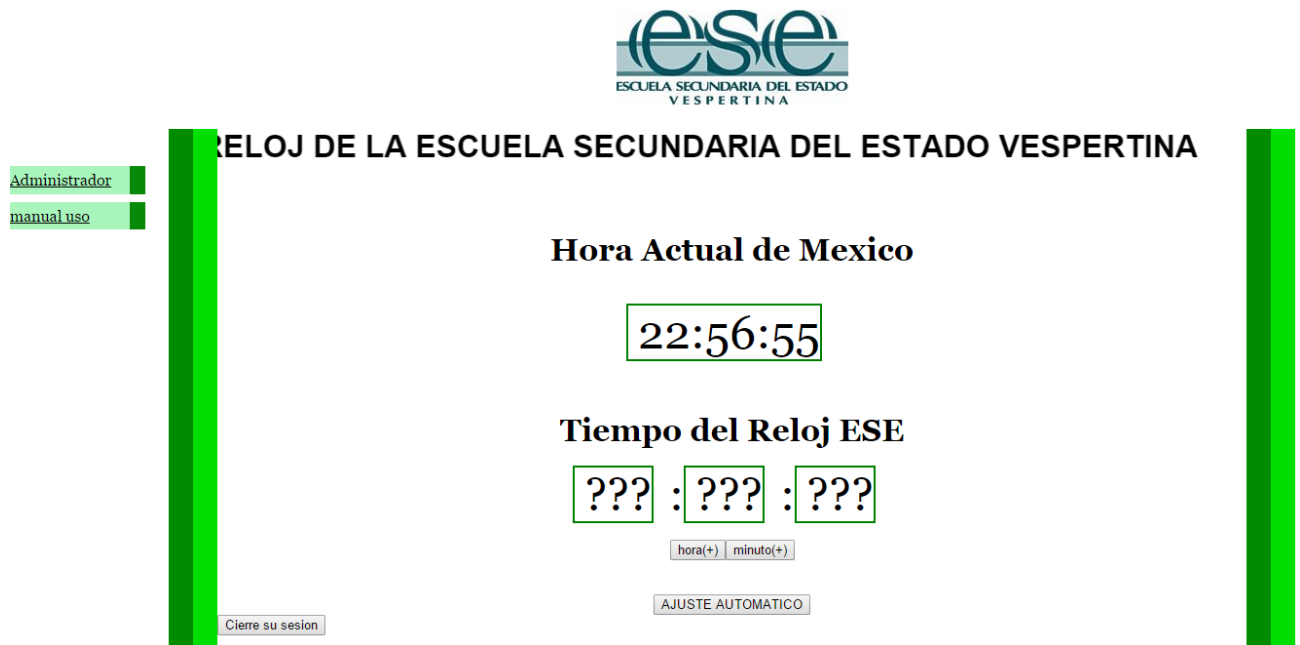 ese
ESCUELA SECUNDARIA DEL ESTADO
VESPERTINA
RELOJ DE LA ESCUELA SECUNDARIA DEL ESTADO VESPERTINA
Administrador
manual uso
Hora Actual de Mexico
22:56:55
Tiempo del Reloj ESE
??? : ??? : ???
hora(+) minuto(+)
AJUSTE AUTOMATICO
Cierre su sesion